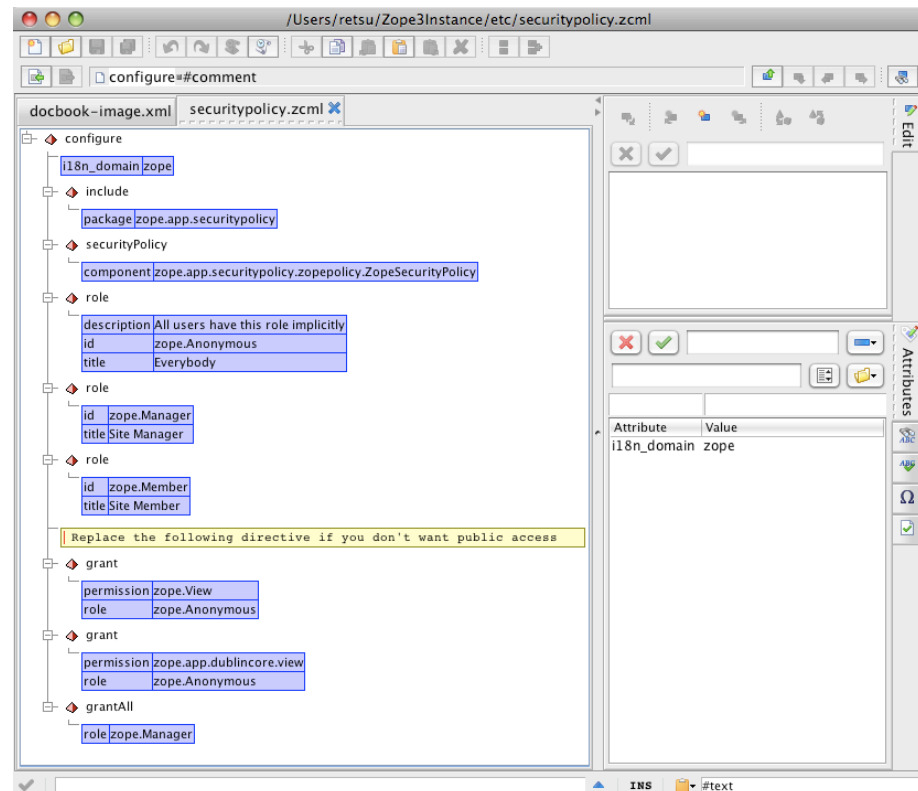 /Users/retsu/Zope3Instance/etc/securitypolicy.zcml
configure=#comment
docbook-image.xml securitypolicy.zcml
configure
i18n_domain zope
include
package zope.app.securitypolicy
securityPolicy
component zope.app.securitypolicy.zopepolicy.ZopeSecurityPolicy
role
description All users have this role implicitly
id zope.Anonymous
title Everybody
role
id zope.Manager
title Site Manager
role
id zope.Member
title Site Member
Replace the following directive if you don't want public access
grant
permission zope.View
role zope.Anonymous
grant
permission zope.app.dublincore.view
role zope.Anonymous
grantAll
role zope.Manager
Edit
Attributes
Attribute Value
i18n_domain zope
ABC
ABC
Ω
INS #text